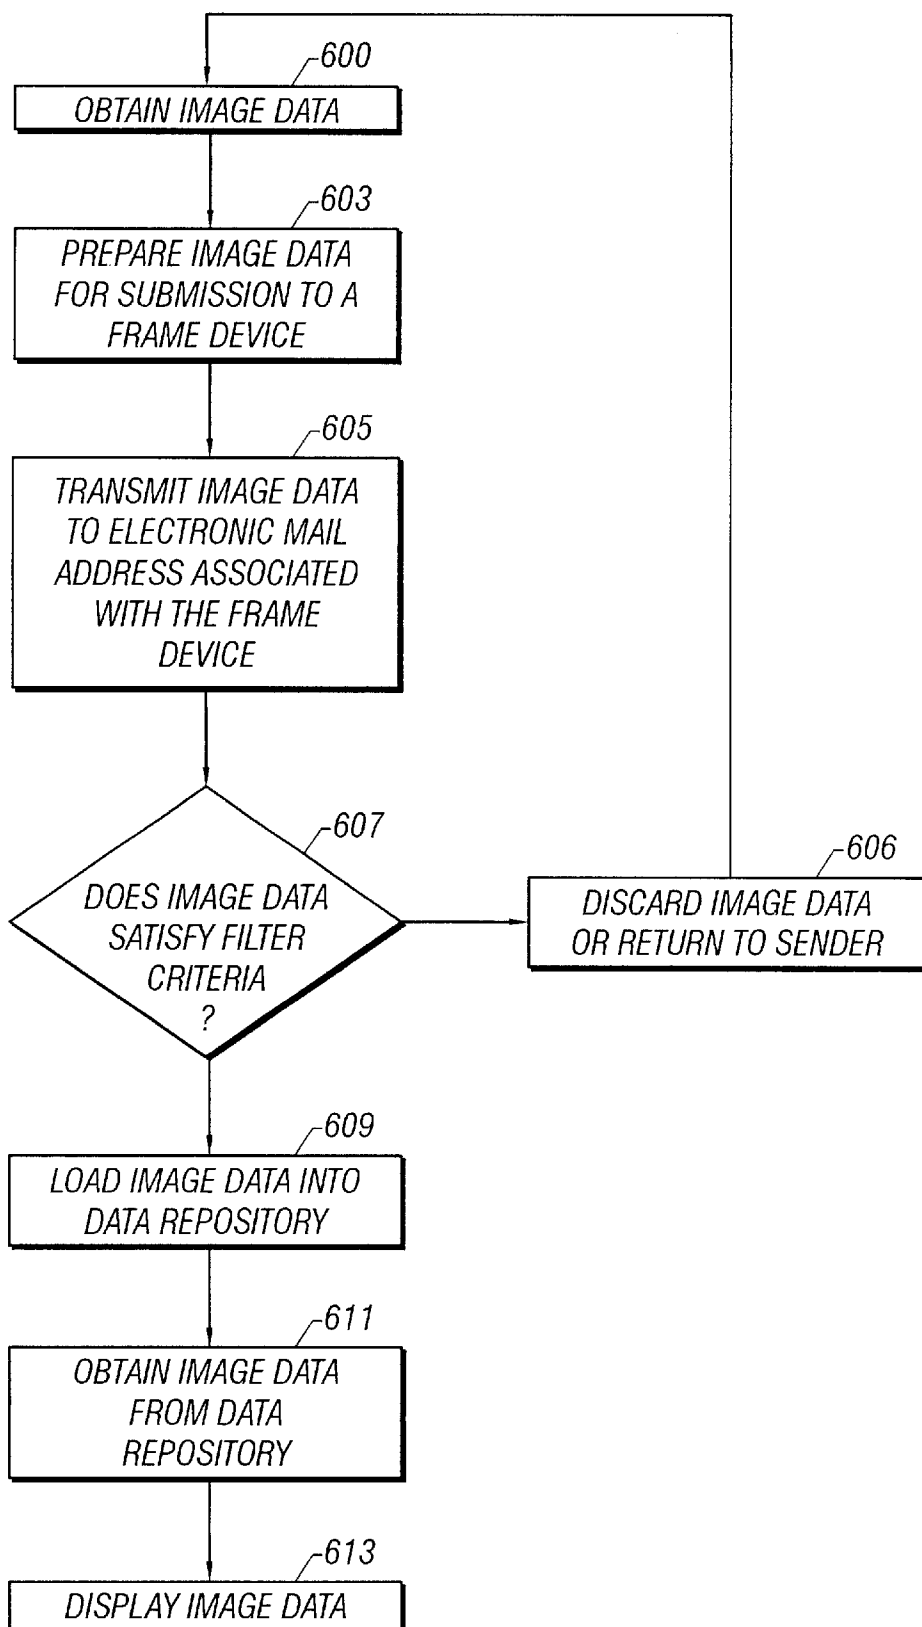 600
OBTAIN IMAGE DATA
603
PREPARE IMAGE DATA
FOR SUBMISSION TO A
FRAME DEVICE
605
TRANSMIT IMAGE DATA
TO ELECTRONIC MAIL
ADDRESS ASSOCIATED
WITH THE FRAME
DEVICE
607
DOES IMAGE DATA
SATISFY FILTER
CRITERIA
?
606
DISCARD IMAGE DATA
OR RETURN TO SENDER
609
LOAD IMAGE DATA INTO
DATA REPOSITORY
611
OBTAIN IMAGE DATA
FROM DATA
REPOSITORY
613
DISPLAY IMAGE DATA